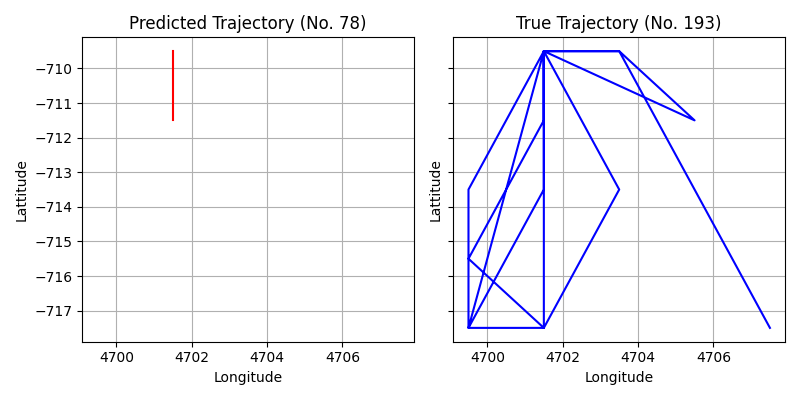 Predicted Trajectory (No. 78)
True Trajectory (No. 193)
−710
−711
−712
−713
−714
−715
−716
−717
Lattitude
Lattitude
4700
4702
4704
4706
4700
4702
4704
4706
Longitude
Longitude